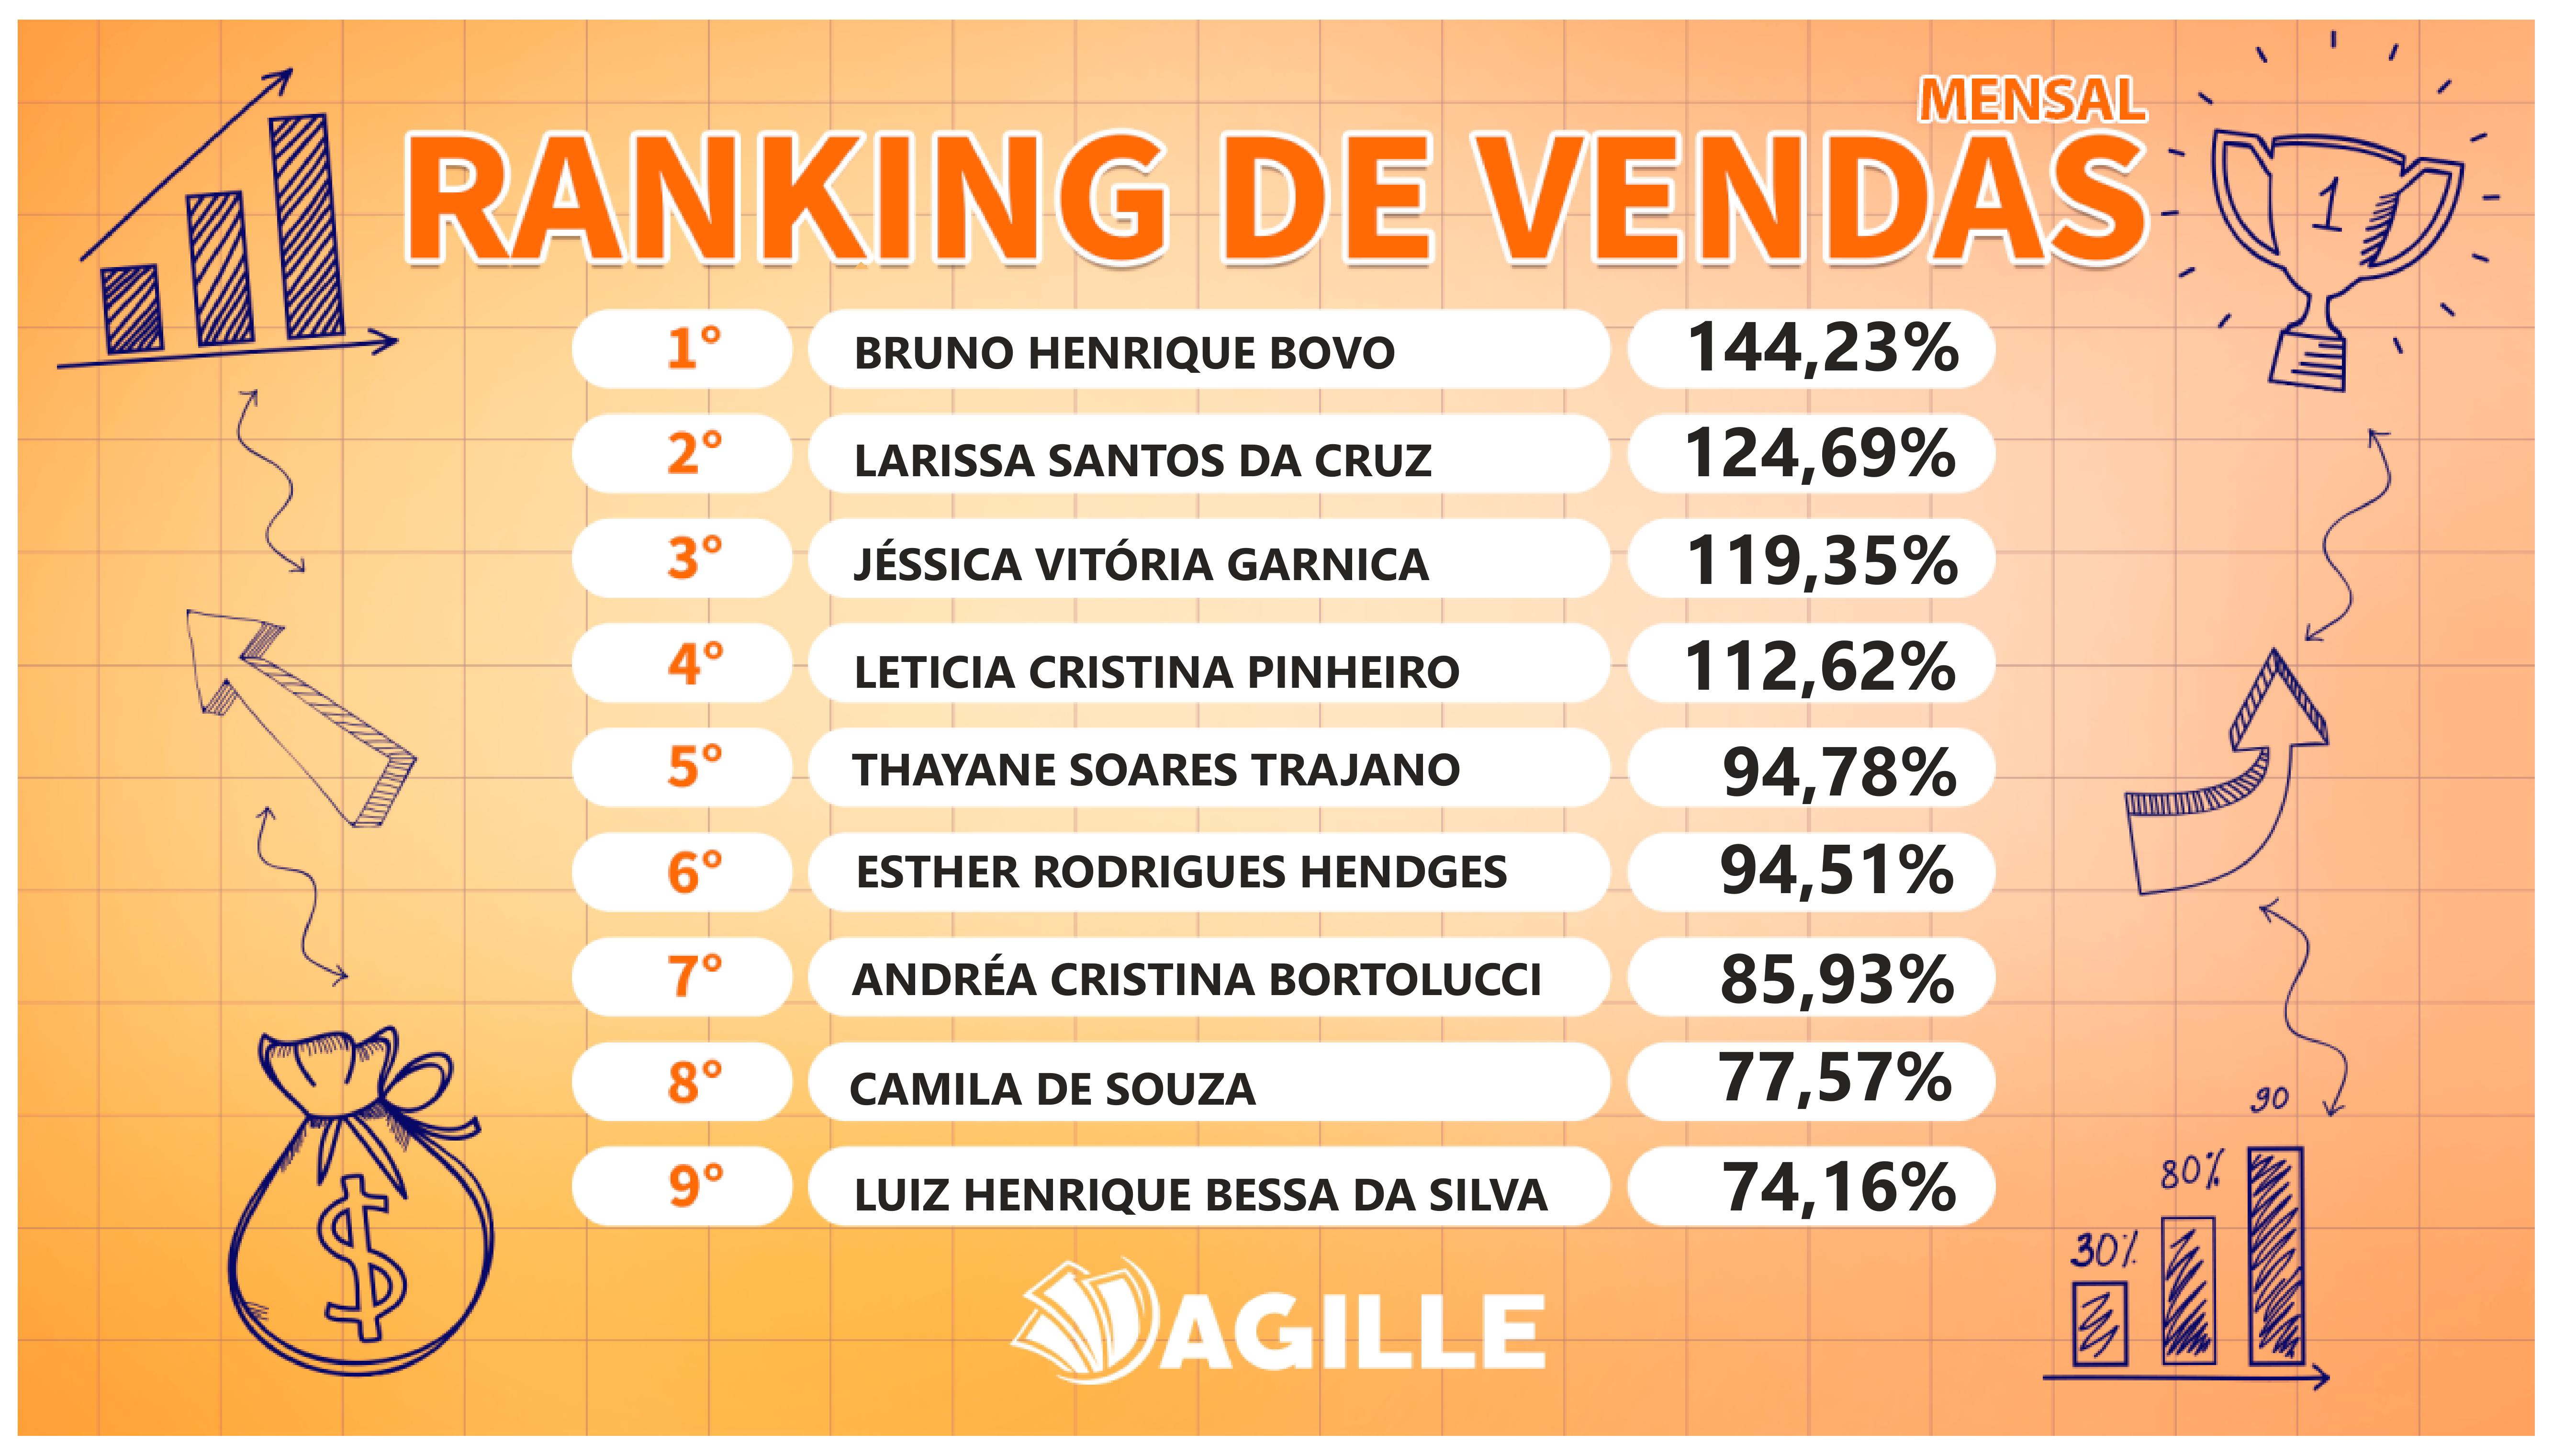 MENSAL
RANKING DE VENDAS
1
1° BRUNO HENRIQUE BOVO 144,23%
2° LARISSA SANTOS DA CRUZ 124,69%
3° JÉSSICA VITÓRIA GARNICA 119,35%
4° LETICIA CRISTINA PINHEIRO 112,62%
5° THAYANE SOARES TRAJANO 94,78%
6° ESTHER RODRIGUES HENDGES 94,51%
7° ANDRÉA CRISTINA BORTOLUCCI 85,93%
8° CAMILA DE SOUZA 77,57%
9° LUIZ HENRIQUE BESSA DA SILVA 74,16%
$
30%
80%
90
AGILLE